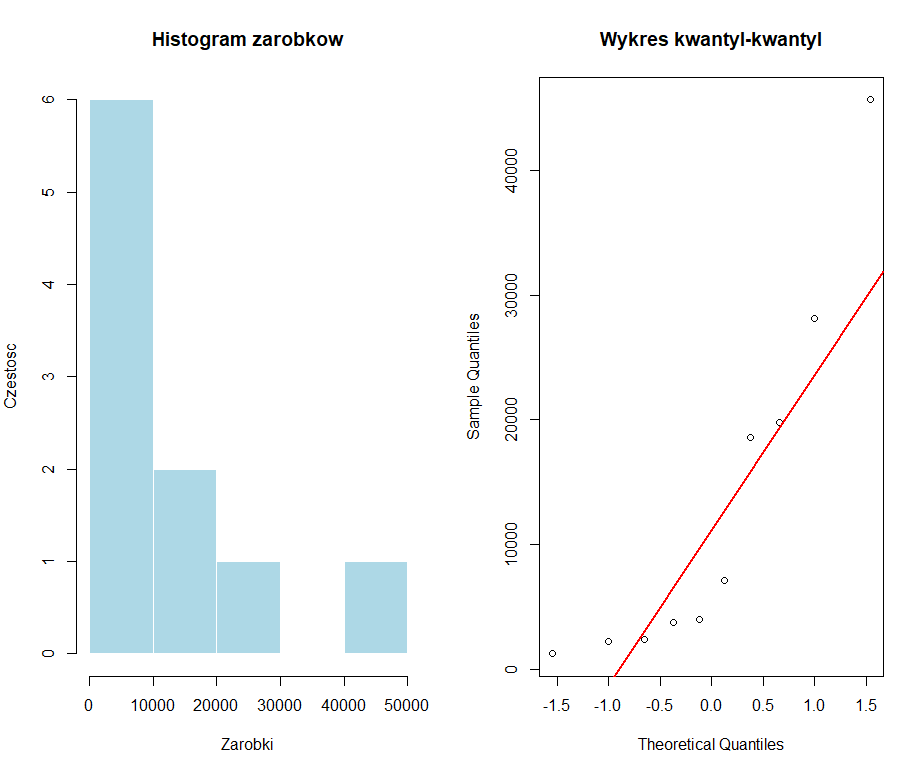 Histogram zarobkow
Czestosc
6
5
4
3
2
1
0
0 10000 20000 30000 40000 50000
Zarobki
Wykres kwantyl-kwantyl
Sample Quantiles
40000
30000
20000
10000
0
-1.5 -1.0 -0.5 0.0 0.5 1.0 1.5
Theoretical Quantiles